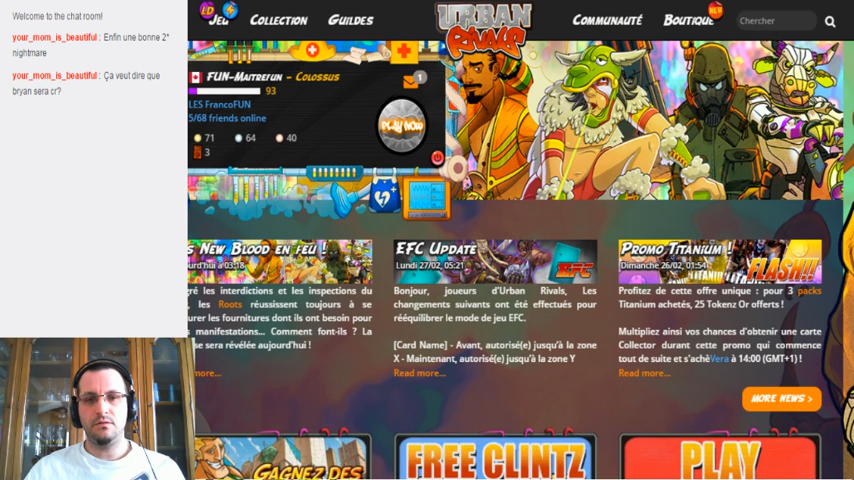 Welcome to the chat room!
your_mom_is_beautiful : Enfin une bonne 2*
nightmare
your_mom_is_beautiful : Ça veut dire que
bryan sera cr?
Jeu
Collection
Guildes
URBAN
RIVALS
Communauté
Boutique
Chercher
FUN-Maitrefun - Colossus
1
93
LES FrancoFUN
5/68 friends online
71 64 40
3
PLAY NOW
s New Blood en feu !
urd'hui à 03:18
gré les interdictions et les inspections du
, les Roots réussissent toujours à se
urer les fournitures dont ils ont besoin pour
manifestations... Comment font-ils ? La
se sera révélée aujourd'hui !
more...
EFC Update
Lundi 27/02, 05:21
EFC
Bonjour, joueurs d'Urban Rivals, Les
changements suivants ont été effectués pour
rééquilibrer le mode de jeu EFC.
[Card Name] - Avant, autorisé(e) jusqu'à la zone
X - Maintenant, autorisé(e) jusqu'à la zone Y
Read more...
Promo Titanium !
Dimanche 26/02, 01:54
FLASH!!
Profitez de cette offre unique : pour 3 packs
Titanium achetés, 25 Tokenz Or offerts !
Multipliez ainsi vos chances d'obtenir une carte
Collector durant cette promo qui commence
tout de suite et s'achèVera à 14:00 (GMT+1) !
Read more...
MORE NEWS >
GAGNEZ DES
FREE CLINTZ
PLAY